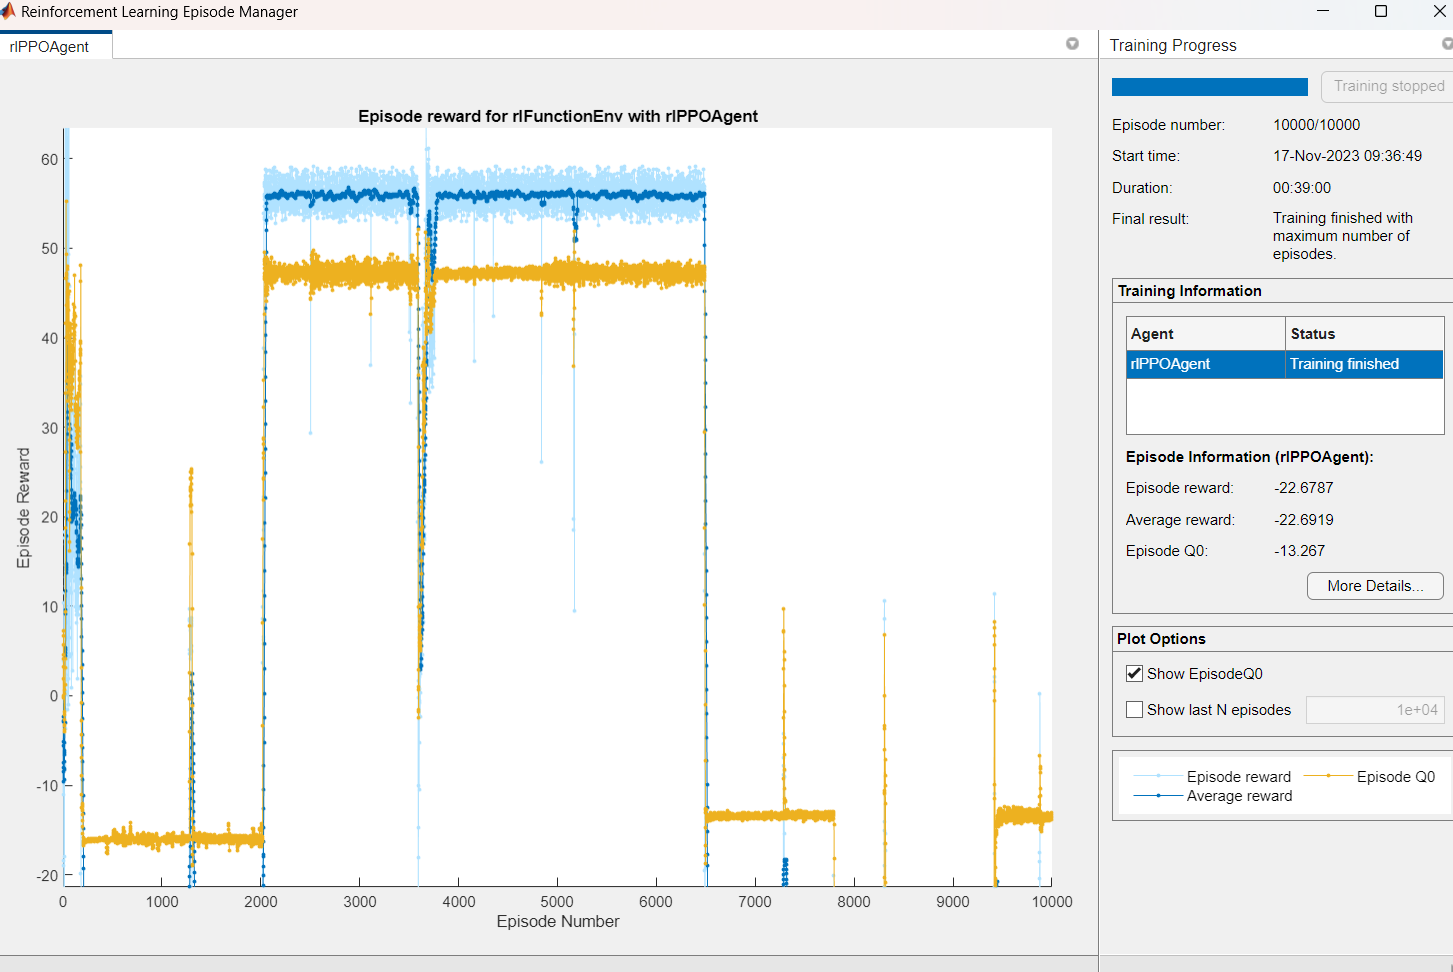 Reinforcement Learning Episode Manager
rlPPOAgent
Episode reward for rlFunctionEnv with rlPPOAgent
60
50
40
30
20
10
0
-10
-20
Episode Reward
0 1000 2000 3000 4000 5000 6000 7000 8000 9000 10000
Episode Number
Training Progress
Training stopped
Episode number: 10000/10000
Start time: 17-Nov-2023 09:36:49
Duration: 00:39:00
Final result: Training finished with
maximum number of
episodes.
Training Information
Agent Status
rlPPOAgent Training finished
Episode Information (rlPPOAgent):
Episode reward: -22.6787
Average reward: -22.6919
Episode Q0: -13.267
More Details...
Plot Options
Show EpisodeQ0
Show last N episodes 1e+04
Episode reward Episode Q0
Average reward